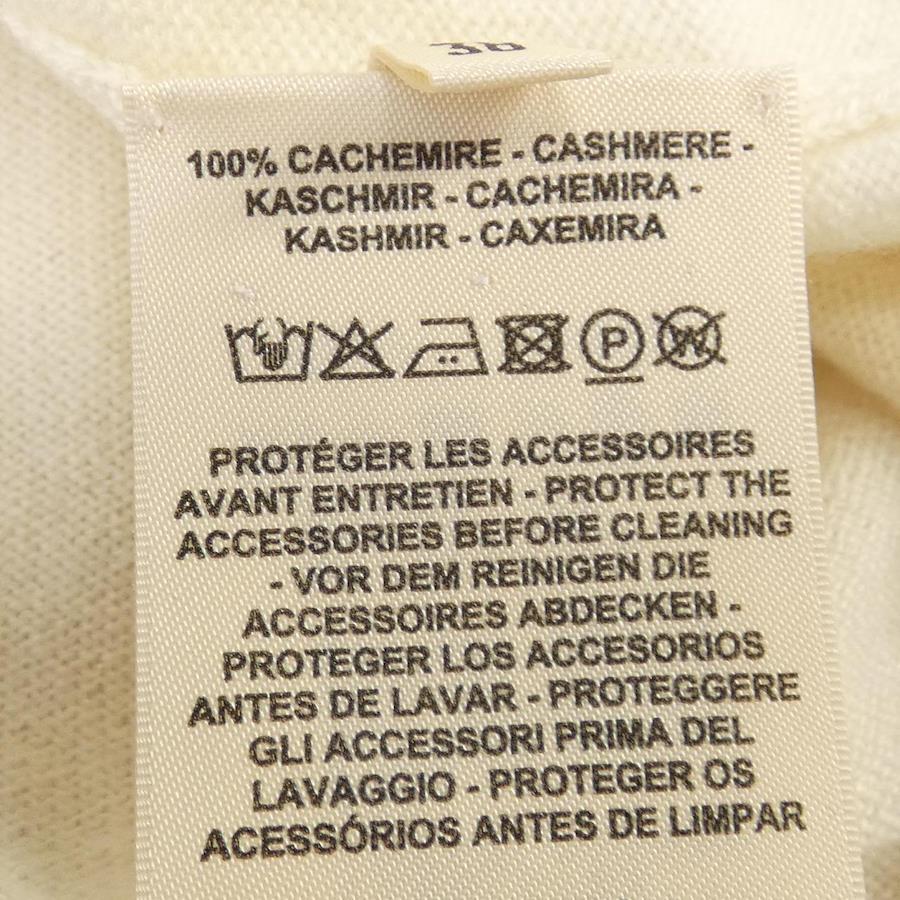 100% CACHEMIRE - CASHMERE -
KASCHMIR - CACHEMIRA -
KASHMIR - CAXEMIRA
P W
PROTÉGER LES ACCESSOIRES
AVANT ENTRETIEN - PROTECT THE
ACCESSORIES BEFORE CLEANING
- VOR DEM REINIGEN DIE
ACCESSOIRES ABDECKEN -
PROTEGER LOS ACCESORIOS
ANTES DE LAVAR - PROTEGGERE
GLI ACCESSORI PRIMA DEL
LAVAGGIO - PROTEGER OS
ACESSÓRIOS ANTES DE LIMPAR